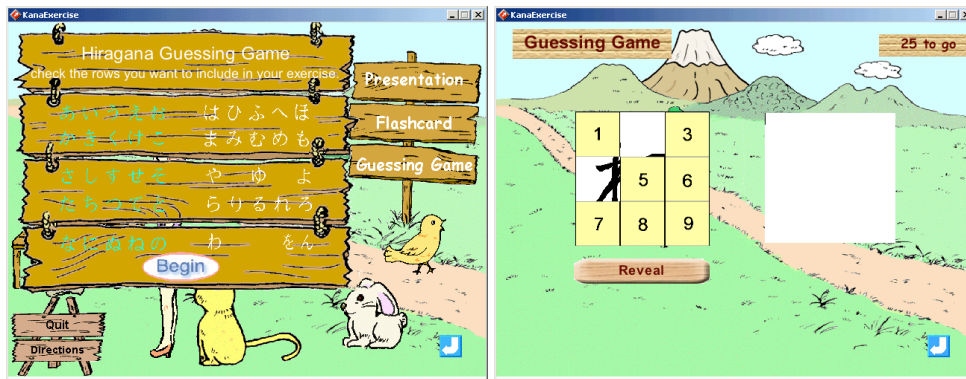 KanaExercise
Hiragana Guessing Game
check the rows you want to include in your exercise
あ い う え お は ひ ふ へ ほ
か き く け こ ま み む め も
さ し す せ そ や ゆ よ
た ち つ て と ら り る れ ろ
な に ぬ ね の わ を ん
Begin
Presentation
Flashcard
Guessing Game
Quit
Directions
KanaExercise
Guessing Game
25 to go
1 3
5 6
7 8 9
Reveal